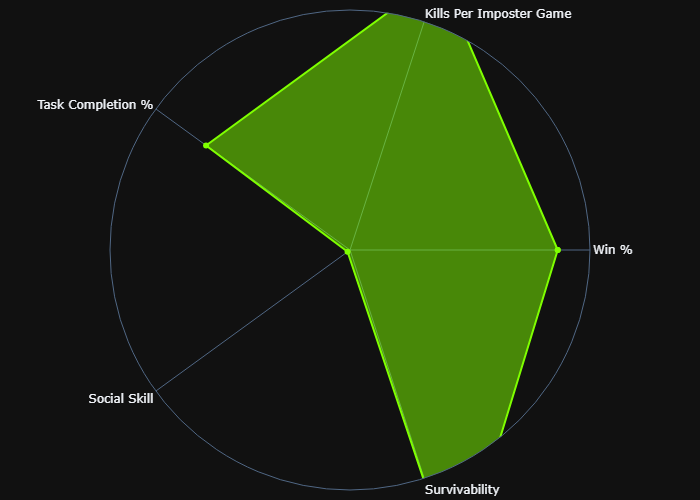 Kills Per Imposter Game
Task Completion %
Win %
Social Skill
Survivability